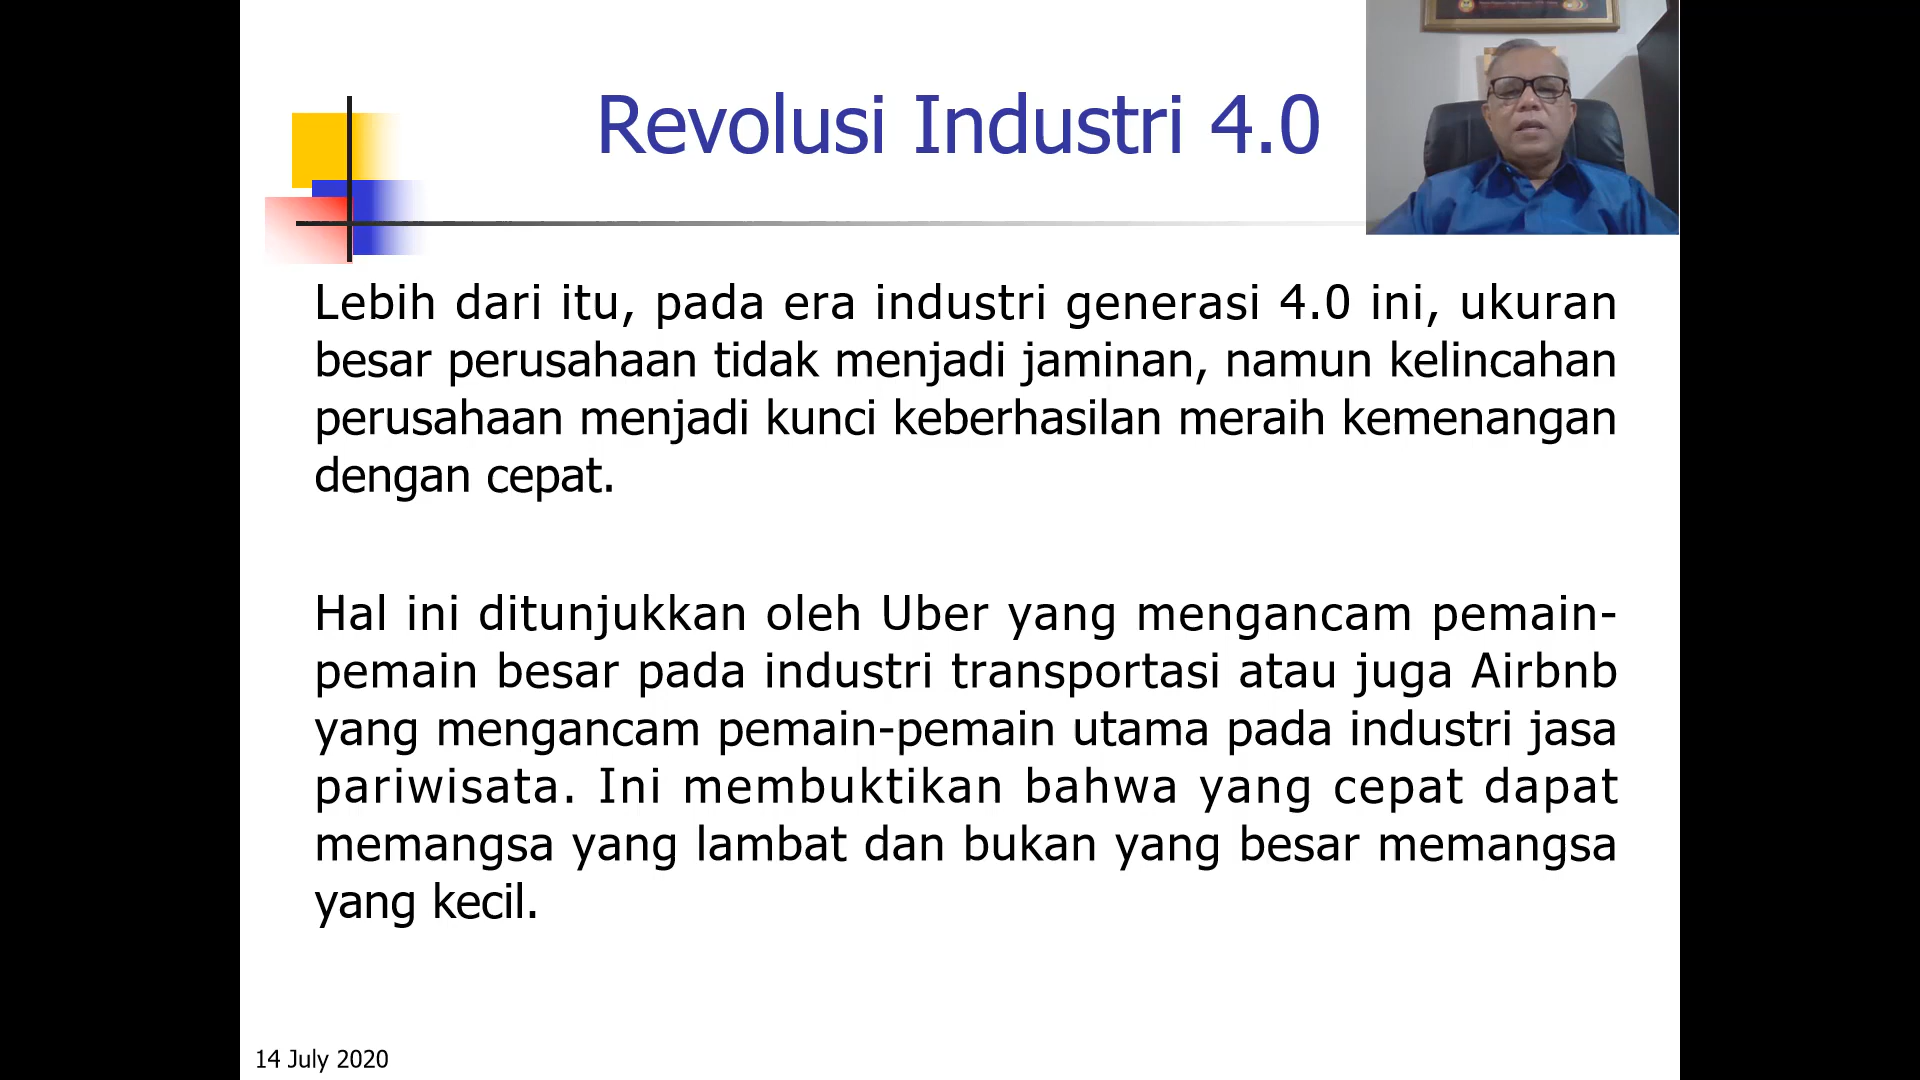 Revolusi Industri 4.0
Lebih dari itu, pada era industri generasi 4.0 ini, ukuran
besar perusahaan tidak menjadi jaminan, namun kelincahan
perusahaan menjadi kunci keberhasilan meraih kemenangan
dengan cepat.
Hal ini ditunjukkan oleh Uber yang mengancam pemain-
pemain besar pada industri transportasi atau juga Airbnb
yang mengancam pemain-pemain utama pada industri jasa
pariwisata. Ini membuktikan bahwa yang cepat dapat
memangsa yang lambat dan bukan yang besar memangsa
yang kecil.
14 July 2020